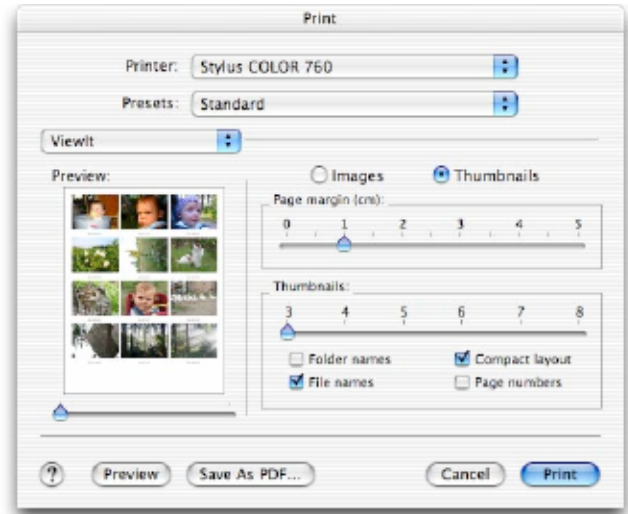 Print
Printer: Stylus COLOR 760
Presets: Standard
ViewIt
Preview:
Images Thumbnails
Page margin (cm):
0 1 2 3 4 5
Thumbnails:
3 4 5 6 7 8
Folder names Compact layout
File names Page numbers
? Preview Save As PDF... Cancel Print